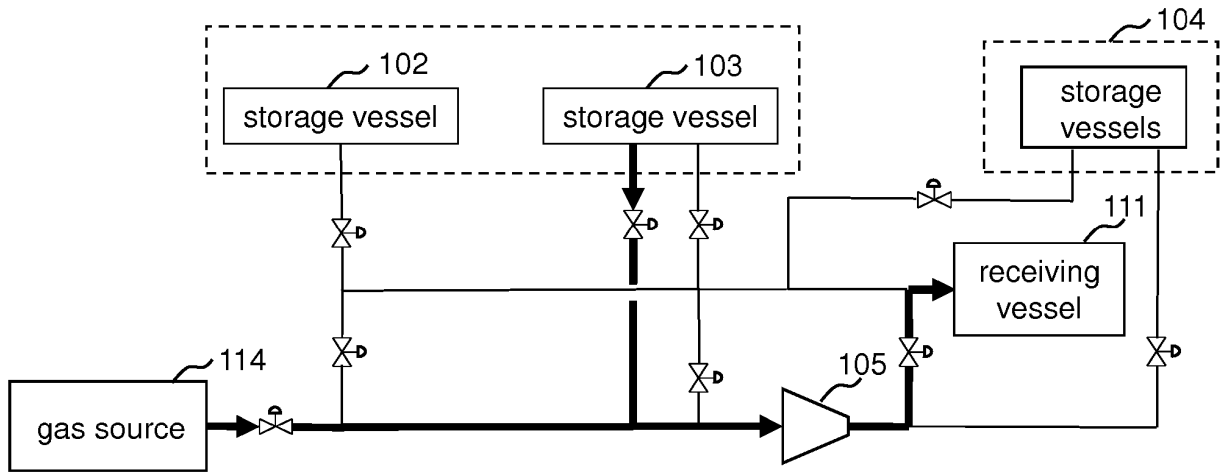 104
102
103
storage vessel
storage vessel
storage
vessels
D
D
D
111
receiving
vessel
D
D
D
D
114
105
gas source